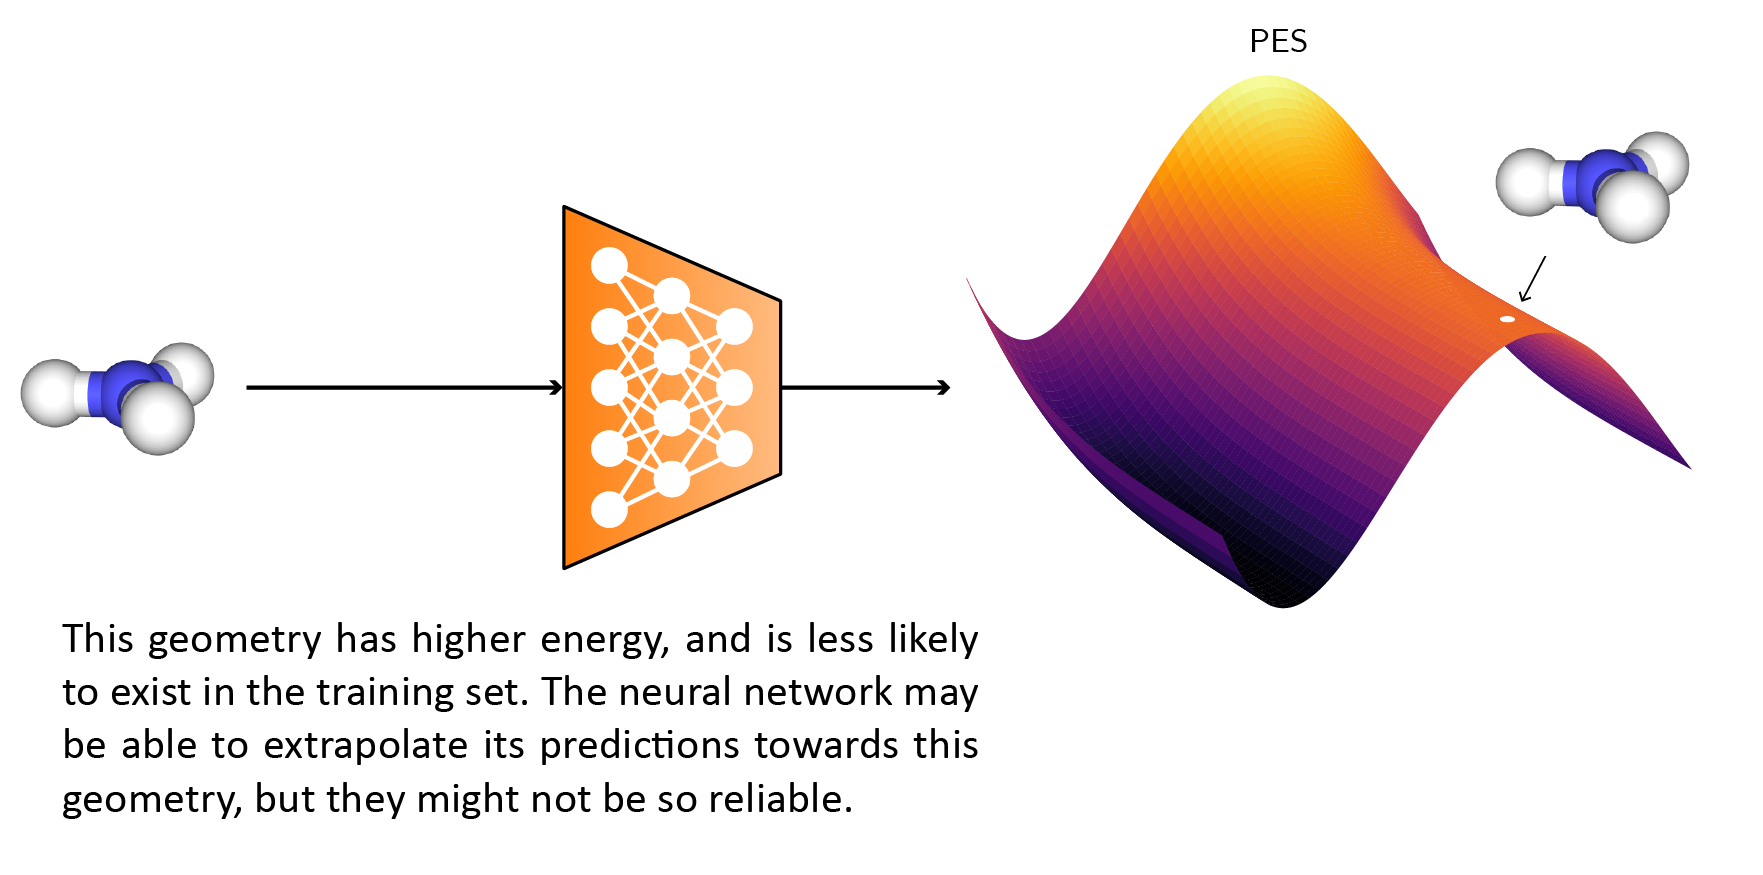 PES
This geometry has higher energy, and is less likely
to exist in the training set. The neural network may
be able to extrapolate its predictions towards this
geometry, but they might not be so reliable.